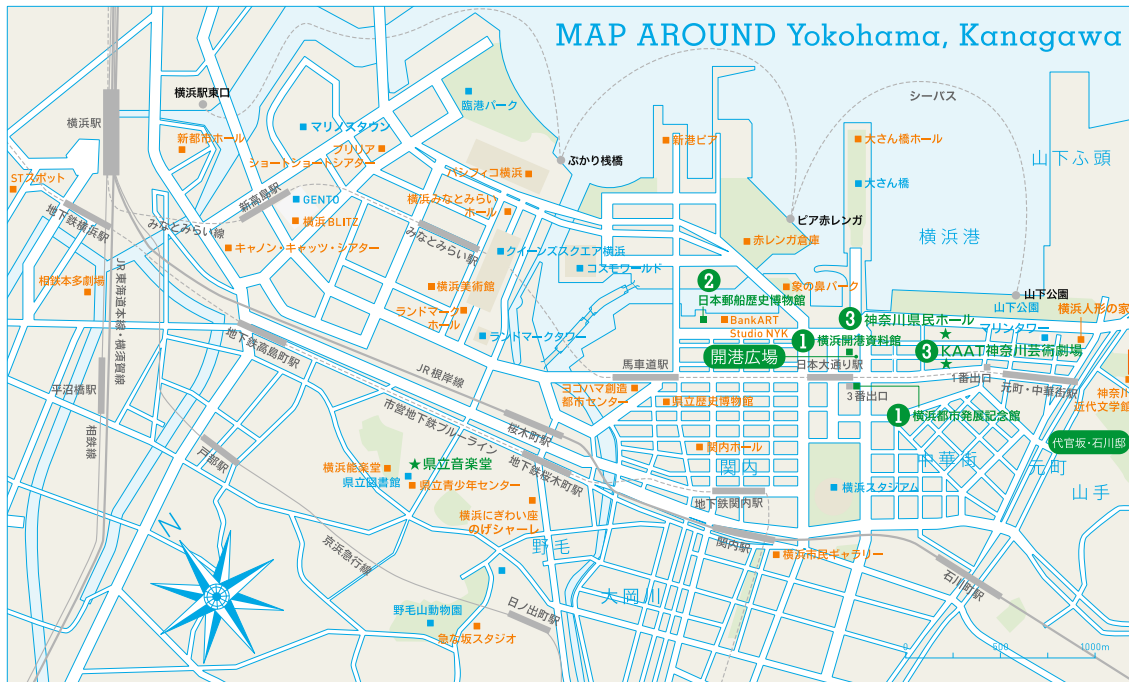 MAP AROUND Yokohama, Kanagawa
横浜駅東口
臨港パーク
シーバス
横浜駅
マリノスタウン
新都市ホール
ブリリア
ショートショートシアター
ぷかり桟橋
新港ピア
大さん橋ホール
山下ふ頭
STスポット
パシフィコ横浜
大さん橋
新高島駅
GENTO
横浜みなとみらい
ホール
地下鉄横浜駅
みなとみらい線
横浜BLITZ
みなとみらい駅
ピア赤レンガ
赤レンガ倉庫
横浜港
キャノン・キャッツ・シアター
クイーンズスクエア横浜
コスモワールド
相鉄本多劇場
JR東海道本線・横須賀線
横浜美術館
2
日本郵船歴史博物館
象の鼻パーク
山下公園
山下公園
横浜人形の家
ランドマーク
ホール
BankART
Studio NYK
3
神奈川県民ホール
マリンタワー
地下鉄高島町駅
ランドマークタワー
1
横浜開港資料館
開港広場
3
KAAT神奈川芸術劇場
JR根岸線
馬車道駅
日本大通り駅
1番出口
元町・中華街駅
平沼橋駅
ヨコハマ創造
都市センター
県立歴史博物館
3番出口
神奈川
近代文学館
市営地下鉄ブルーライン
桜木町駅
1
横浜都市発展記念館
相鉄線
戸部駅
関内ホール
関内
中華街
代官坂・石川邸
元町
県立音楽堂
横浜能楽堂
県立図書館
県立青少年センター
地下鉄桜木町駅
横浜スタジアム
山手
地下鉄関内駅
横浜にぎわい座
のげシャーレ
N
京浜急行線
野毛
関内駅
横浜市民ギャラリー
石川町駅
大岡川
野毛山動物園
日ノ出町駅
急な坂スタジオ
0
500
1000m